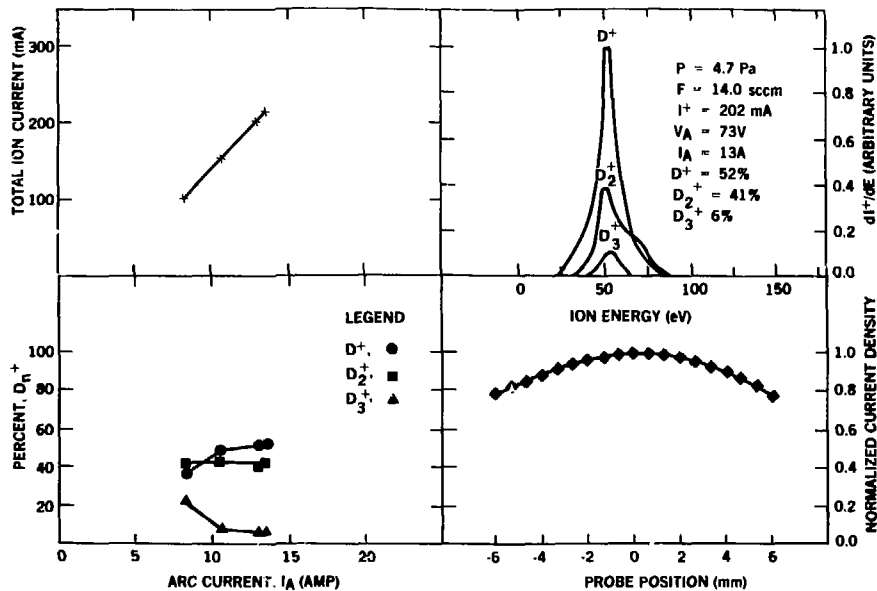 TOTAL ION CURRENT (mA)
300
200
100
D+
D2+
D3+
P = 4.7 Pa
F = 14.0 sccm
I+ = 202 mA
VA = 73V
IA = 13A
D+ = 52%
D2+ = 41%
D3+ 6%
1.0
0.8
0.6
0.4
0.2
0.0
dI+/dE (ARBITRARY UNITS)
0 50 100 150
ION ENERGY (eV)
PERCENT, Dn+
100
80
60
40
20
LEGEND
D+,
D2+,
D3+,
0 5 10 15 20
ARC CURRENT, IA (AMP)
1.0
0.8
0.6
0.4
0.2
0.0
NORMALIZED CURRENT DENSITY
-6 -4 -2 0 2 4 6
PROBE POSITION (mm)